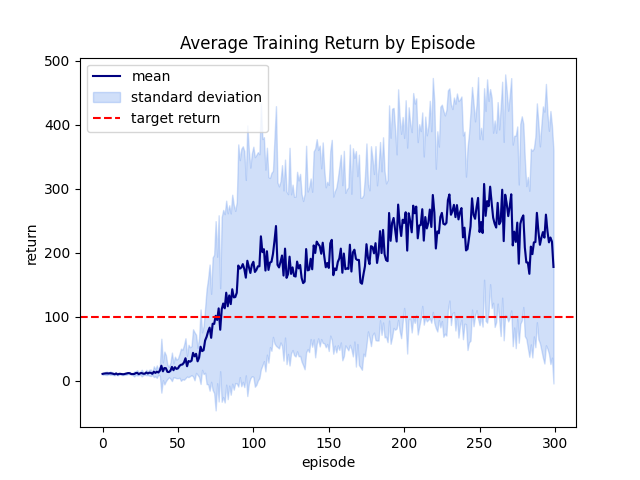 Average Training Return by Episode
mean
standard deviation
target return
return
500
400
300
200
100
0
0 50 100 150 200 250 300
episode